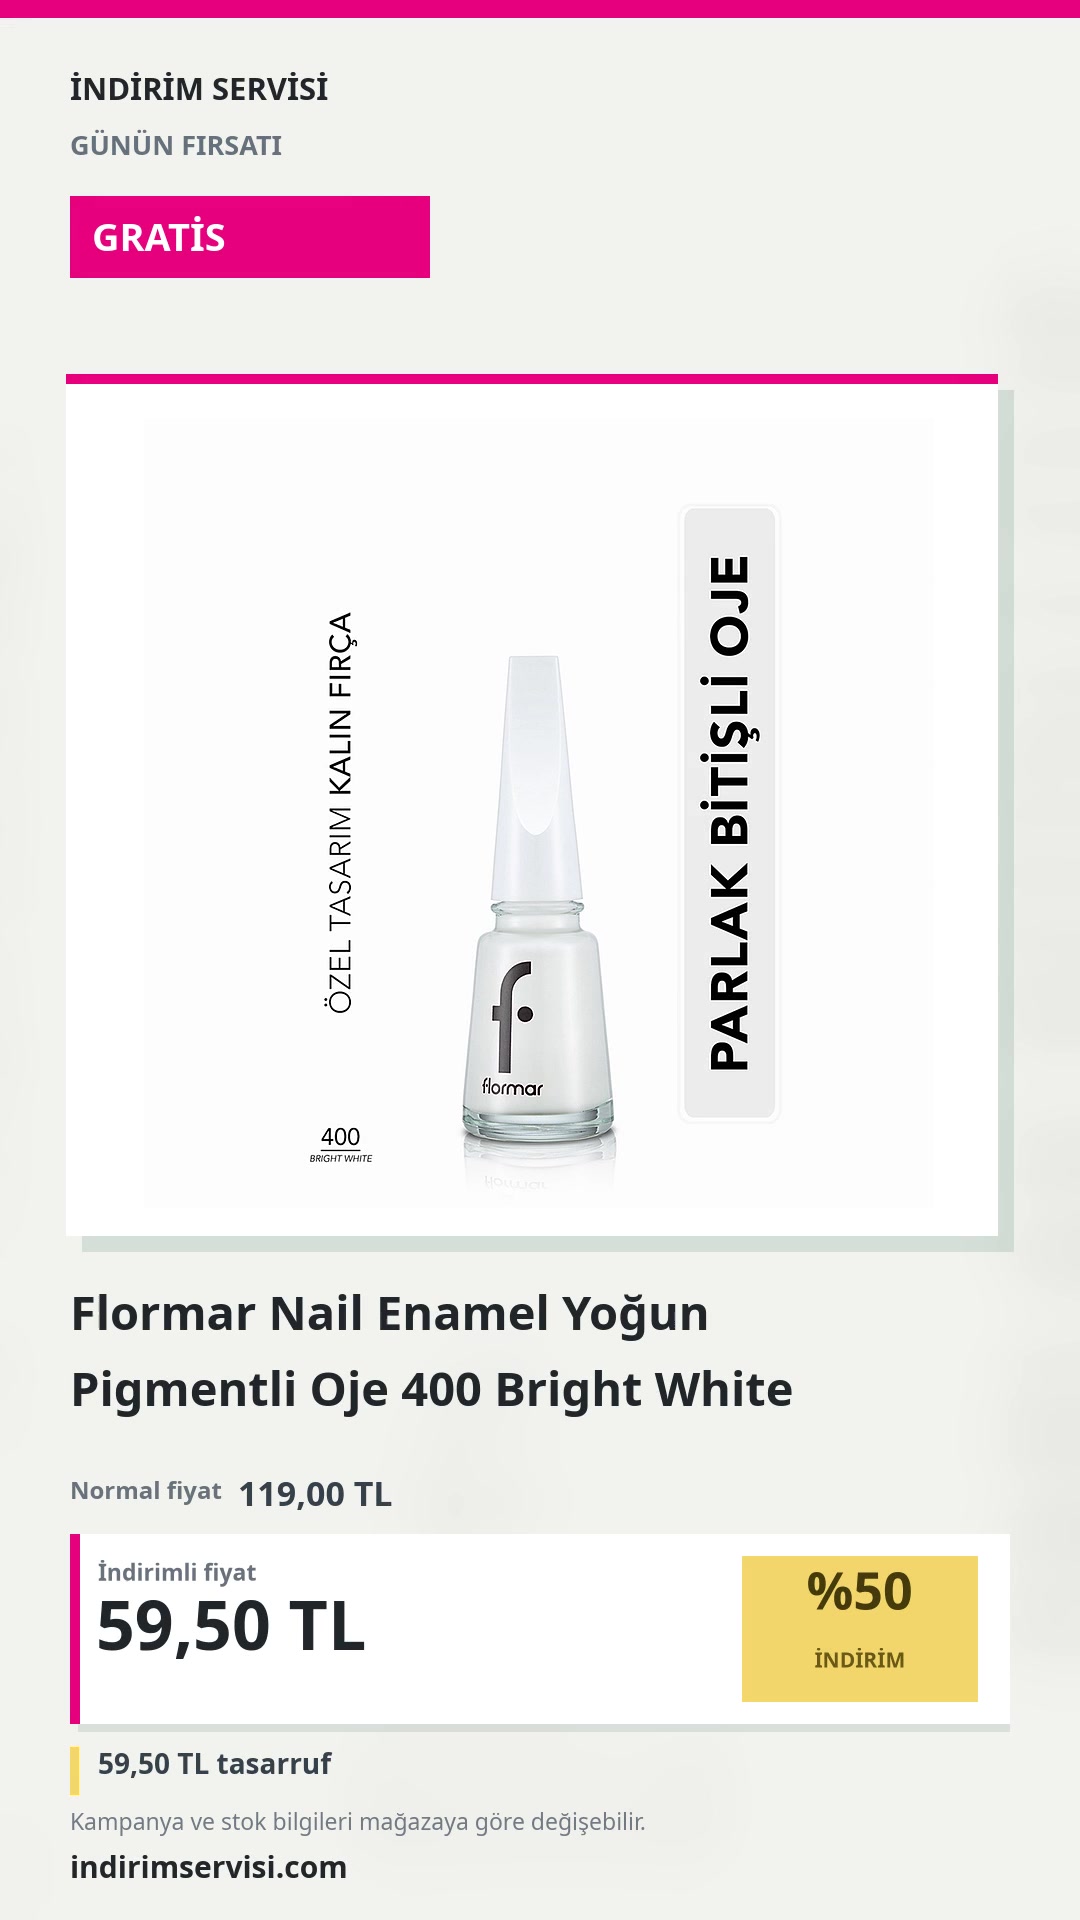 İNDİRİM SERVİSİ
GÜNÜN FIRSATI
GRATİS
ÖZEL TASARIM KALIN FIRÇA
PARLAK BİTİŞLİ OJE
f
flormar
400
BRIGHT WHITE
Flormar Nail Enamel Yoğun
Pigmentli Oje 400 Bright White
Normal fiyat 119,00 TL
İndirimli fiyat
59,50 TL
%50
İNDİRİM
59,50 TL tasarruf
Kampanya ve stok bilgileri mağazaya göre değişebilir.
indirimservisi.com